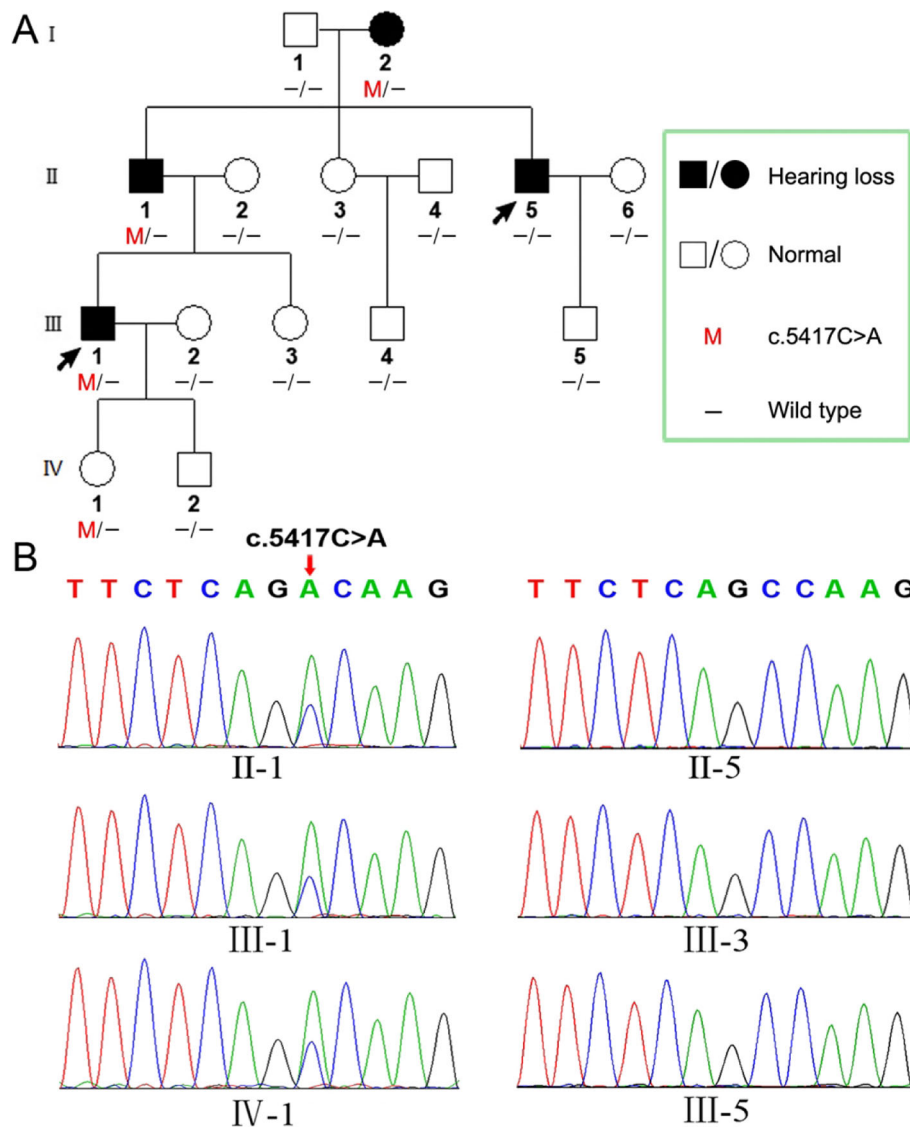 A
I
1 2
–/– M/–
II
1 2 3 4 5 6
M/– –/– –/– –/– –/– –/–
III
1 2 3 4 5
M/– –/– –/– –/– –/–
IV
1 2
M/– –/–
Hearing loss
Normal
M c.5417C>A
– Wild type
B
c.5417C>A
T T C T C A G A C A A G
T T C T C A G C C A A G
II-1 II-5
III-1 III-3
IV-1 III-5